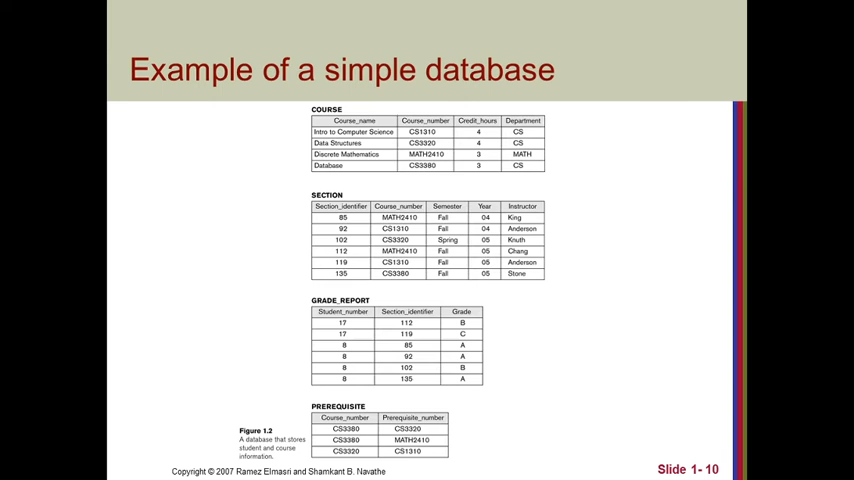 Example of a simple database
COURSE
Course_name Course_number Credit_hours Department
Intro to Computer Science CS1310 4 CS
Data Structures CS3320 4 CS
Discrete Mathematics MATH2410 3 MATH
Database CS3380 3 CS
SECTION
Section_identifier Course_number Semester Year Instructor
85 MATH2410 Fall 04 King
92 CS1310 Fall 04 Anderson
102 CS3320 Spring 05 Knuth
112 MATH2410 Fall 05 Chang
119 CS1310 Fall 05 Anderson
135 CS3380 Fall 05 Stone
GRADE_REPORT
Student_number Section_identifier Grade
17 112 B
17 119 C
8 85 A
8 92 A
8 102 B
8 135 A
PREREQUISITE
Course_number Prerequisite_number
CS3380 CS3320
CS3380 MATH2410
CS3320 CS1310
Figure 1.2
A database that stores
student and course
information.
Copyright © 2007 Ramez Elmasri and Shamkant B. Navathe
Slide 1- 10